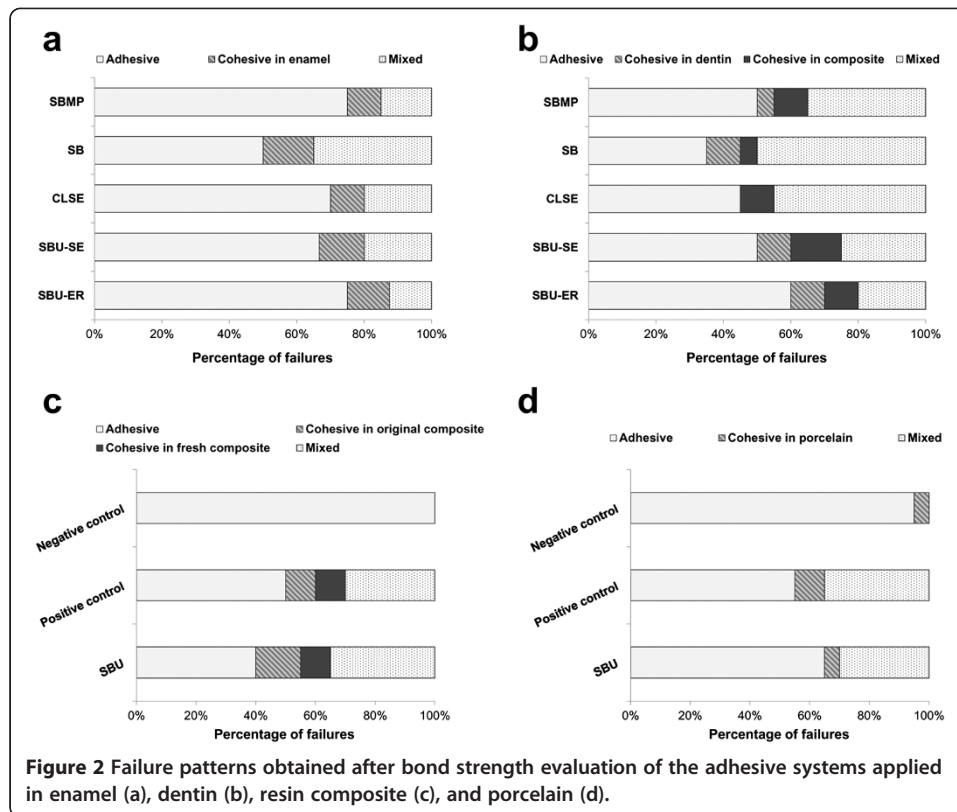 a
Adhesive Cohesive in enamel Mixed
SBMP
SB
CLSE
SBU-SE
SBU-ER
0% 20% 40% 60% 80% 100%
Percentage of failures
b
Adhesive Cohesive in dentin Cohesive in composite Mixed
SBMP
SB
CLSE
SBU-SE
SBU-ER
0% 20% 40% 60% 80% 100%
Percentage of failures
c
Adhesive Cohesive in original composite
Cohesive in fresh composite Mixed
Negative control
Positive control
SBU
0% 20% 40% 60% 80% 100%
Percentage of failures
d
Adhesive Cohesive in porcelain Mixed
Negative control
Positive control
SBU
0% 20% 40% 60% 80% 100%
Percentage of failures
Figure 2 Failure patterns obtained after bond strength evaluation of the adhesive systems applied
in enamel (a), dentin (b), resin composite (c), and porcelain (d).